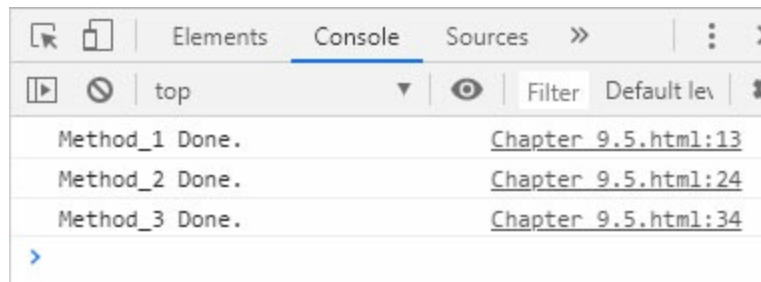 Elements Console Sources »
top Filter Default lev
Method_1 Done. Chapter 9.5.html:13
Method_2 Done. Chapter 9.5.html:24
Method_3 Done. Chapter 9.5.html:34
>